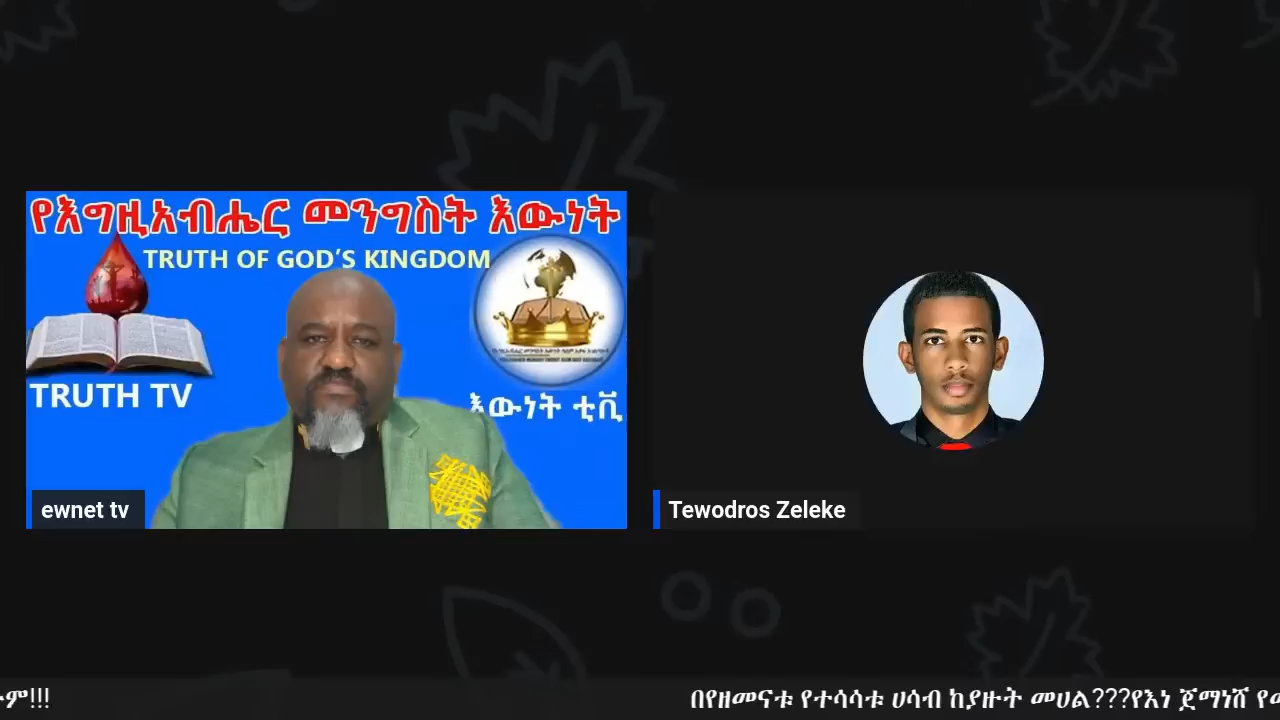 የእግዚአብሔር መንግስት እውነት
TRUTH OF GOD'S KINGDOM
TRUTH TV
እውነት ቲቪ
ewnet tv
Tewodros Zeleke
በየዘመናቱ የተሳሳቱ ሀሳብ ከያዙት መሀል???የእነ ጀማነሽ